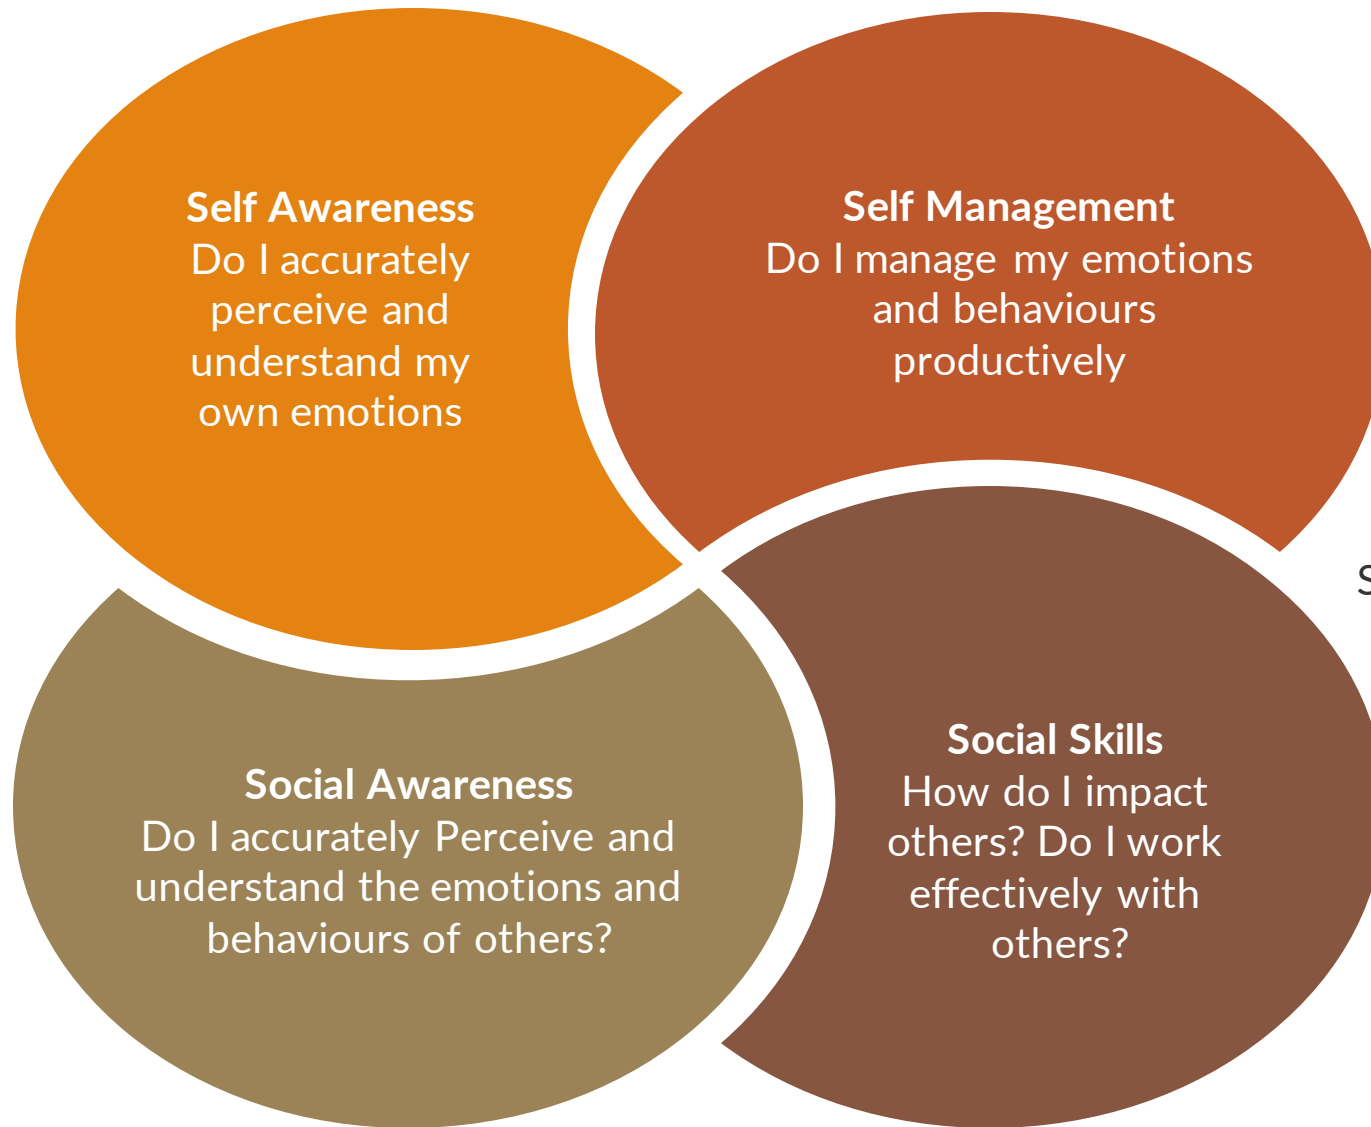 Self Awareness
Do I accurately
perceive and
understand my
own emotions
Self Management
Do I manage my emotions
and behaviours
productively
Social Awareness
Do I accurately Perceive and
understand the emotions and
behaviours of others?
Social Skills
How do I impact
others? Do I work
effectively with
others?